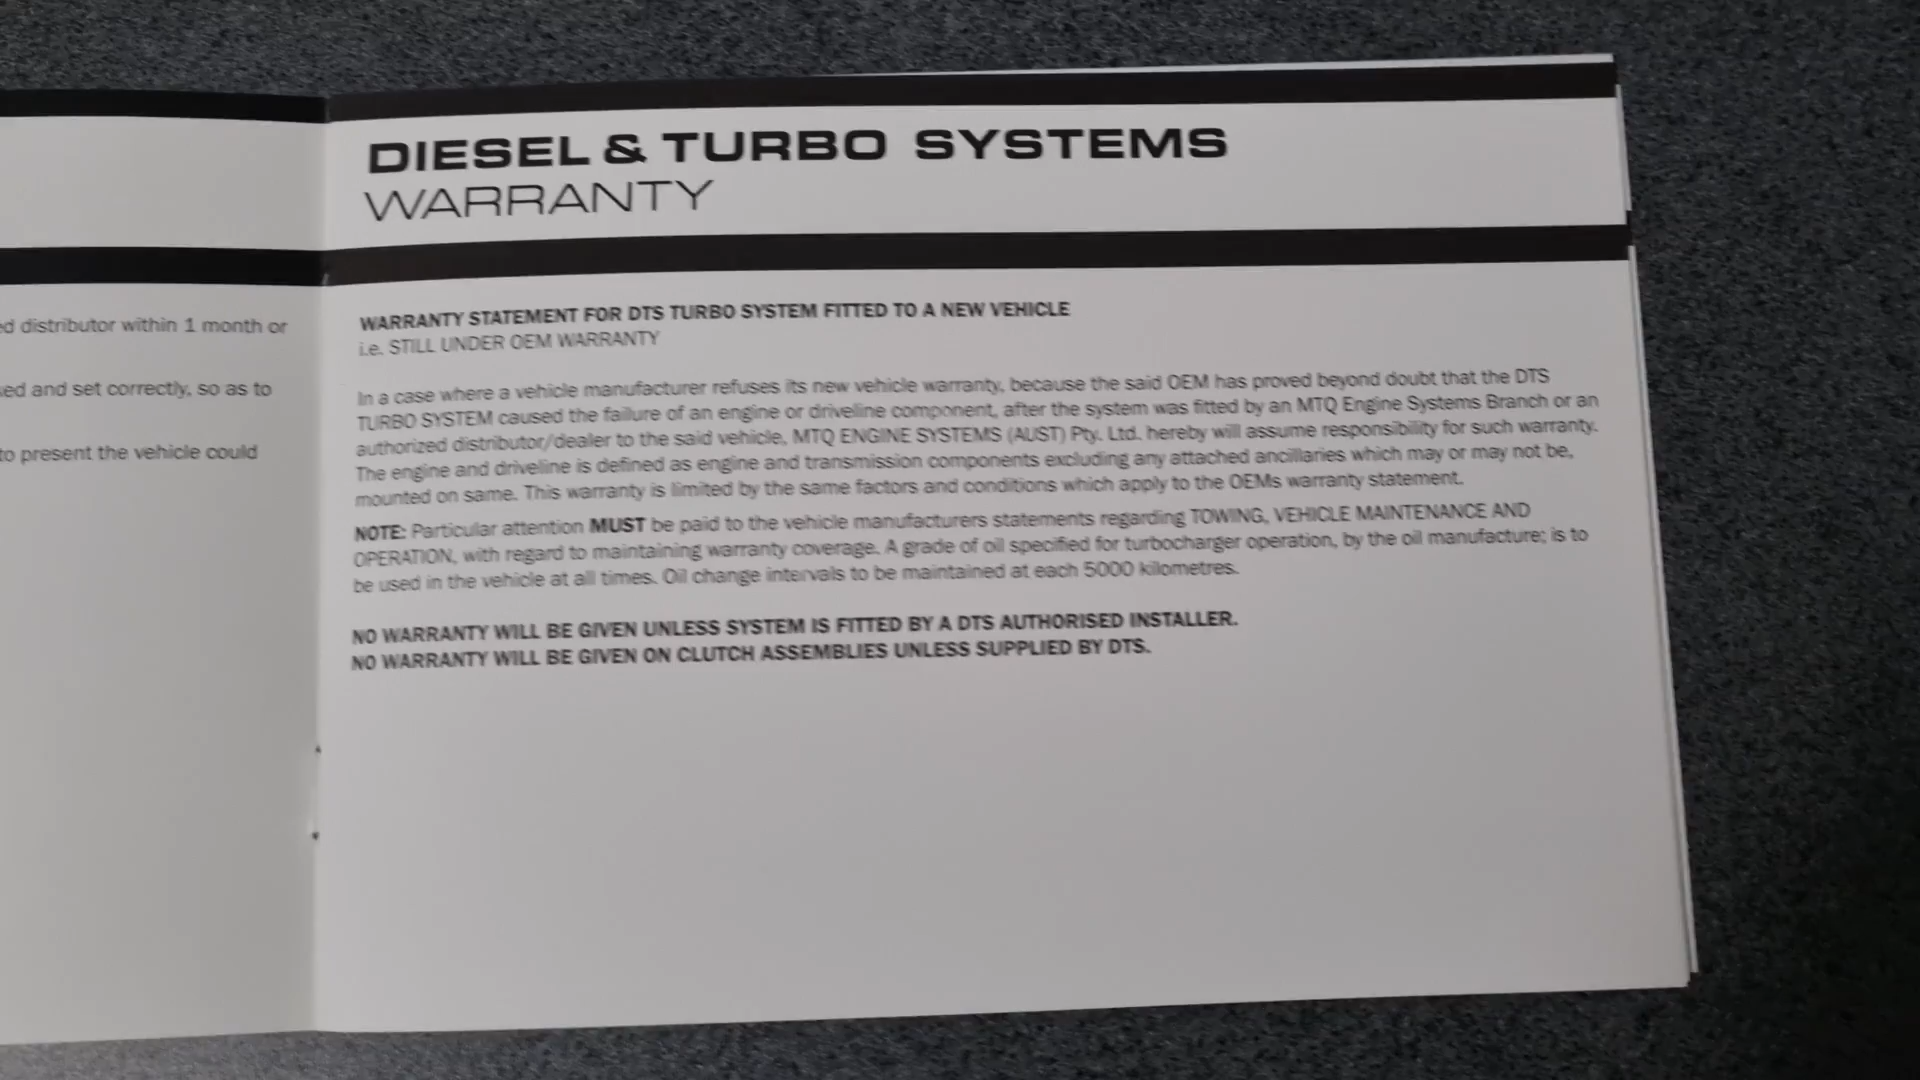 ed distributor within 1 month or
ed and set correctly, so as to
to present the vehicle could
DIESEL & TURBO SYSTEMS
WARRANTY
WARRANTY STATEMENT FOR DTS TURBO SYSTEM FITTED TO A NEW VEHICLE
i.e. STILL UNDER OEM WARRANTY
In a case where a vehicle manufacturer refuses its new vehicle warranty, because the said OEM has proved beyond doubt that the DTS
TURBO SYSTEM caused the failure of an engine or driveline component, after the system was fitted by an MTQ Engine Systems Branch or an
authorized distributor/dealer to the said vehicle, MTQ ENGINE SYSTEMS (AUST) Pty. Ltd. hereby will assume responsibility for such warranty.
The engine and driveline is defined as engine and transmission components excluding any attached ancillaries which may or may not be,
mounted on same. This warranty is limited by the same factors and conditions which apply to the OEMs warranty statement.
NOTE: Particular attention MUST be paid to the vehicle manufacturers statements regarding TOWING, VEHICLE MAINTENANCE AND
OPERATION, with regard to maintaining warranty coverage. A grade of oil specified for turbocharger operation, by the oil manufacture; is to
be used in the vehicle at all times. Oil change intervals to be maintained at each 5000 kilometres.
NO WARRANTY WILL BE GIVEN UNLESS SYSTEM IS FITTED BY A DTS AUTHORISED INSTALLER.
NO WARRANTY WILL BE GIVEN ON CLUTCH ASSEMBLIES UNLESS SUPPLIED BY DTS.